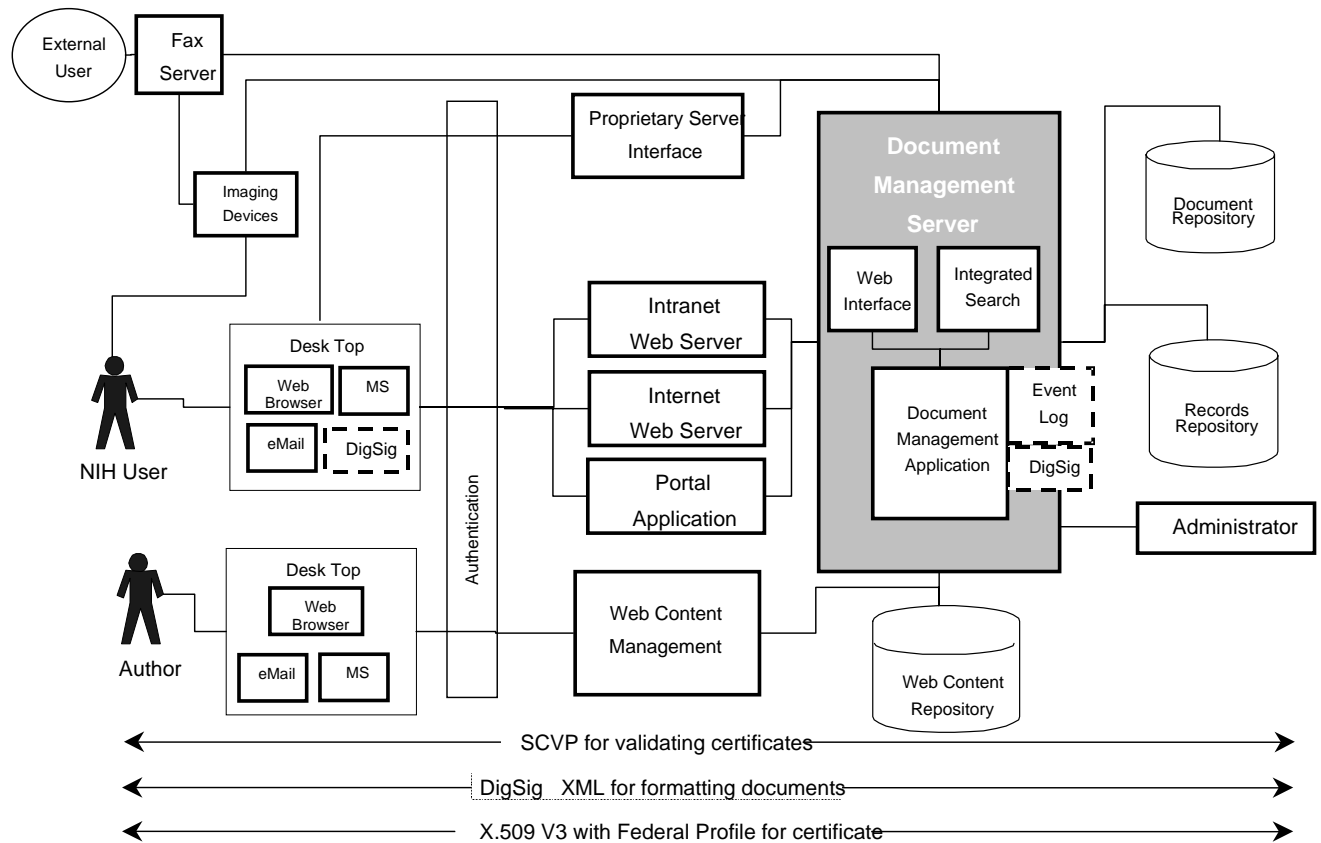 External
User
Fax
Server
Proprietary Server
Interface
Document
Management
Server
Imaging
Devices
Document
Repository
Web
Interface
Integrated
Search
Intranet
Web Server
Desk Top
Web
Browser
MS
eMail
DigSig
NIH User
Internet
Web Server
Document
Management
Application
Event
Log
DigSig
Records
Repository
Portal
Application
Authentication
Administrator
Desk Top
Web
Browser
eMail
MS
Author
Web Content
Management
Web Content
Repository
SCVP for validating certificates
DigSig XML for formatting documents
X.509 V3 with Federal Profile for certificate